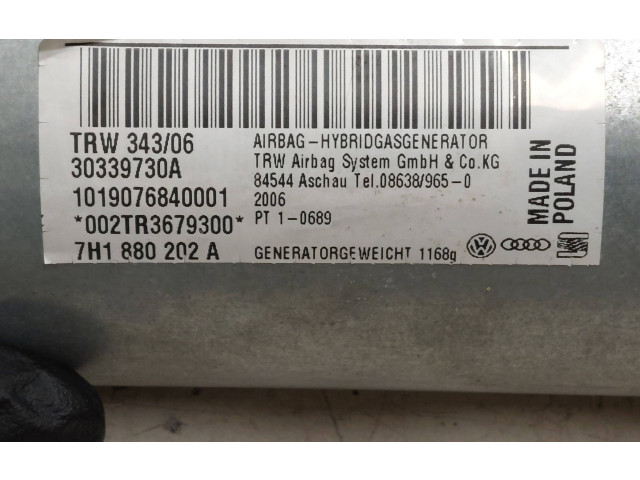 TRW 343/06
30339730A
1019076840001
*002TR3679300*
7H1 880 202 A
AIRBAG-HYBRIDGASGENERATOR
TRW Airbag System GmbH & Co.KG
84544 Aschau Tel.08638/965-0
2006
PT 1-0689
GENERATORGEWEICHT 1168g
MADE IN
POLAND